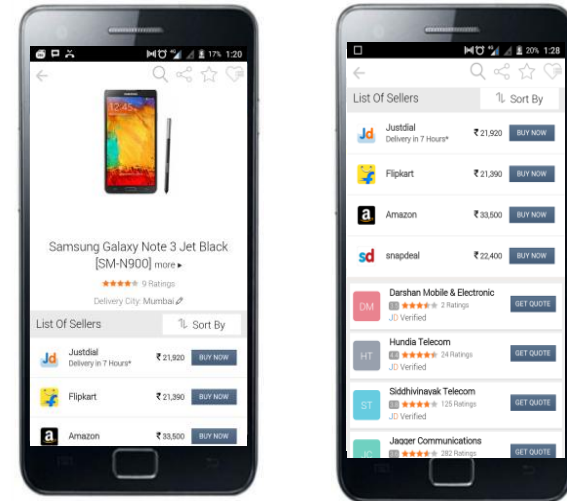 17% 1:20
12:45
Samsung Galaxy Note 3 Jet Black
[SM-N900] more ▸
9 Ratings
Delivery City: Mumbai
List Of Sellers Sort By
Jd Justdial ₹ 21,920 BUY NOW
Delivery in 7 Hours*
Flipkart ₹ 21,390 BUY NOW
a Amazon ₹ 33,500 BUY NOW
20% 1:28
List Of Sellers Sort By
Jd Justdial ₹ 21,920 BUY NOW
Delivery in 7 Hours*
Flipkart ₹ 21,390 BUY NOW
a Amazon ₹ 33,500 BUY NOW
sd snapdeal ₹ 22,400 BUY NOW
DM Darshan Mobile & Electronic GET QUOTE
2 Ratings
JD Verified
HT Hundia Telecom GET QUOTE
24 Ratings
JD Verified
ST Siddhivinayak Telecom GET QUOTE
125 Ratings
JD Verified
JC Jagger Communications GET QUOTE
282 Ratings